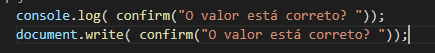 console.log( confirm("O valor está correto? "));
document.write( confirm("O valor está correto? "));